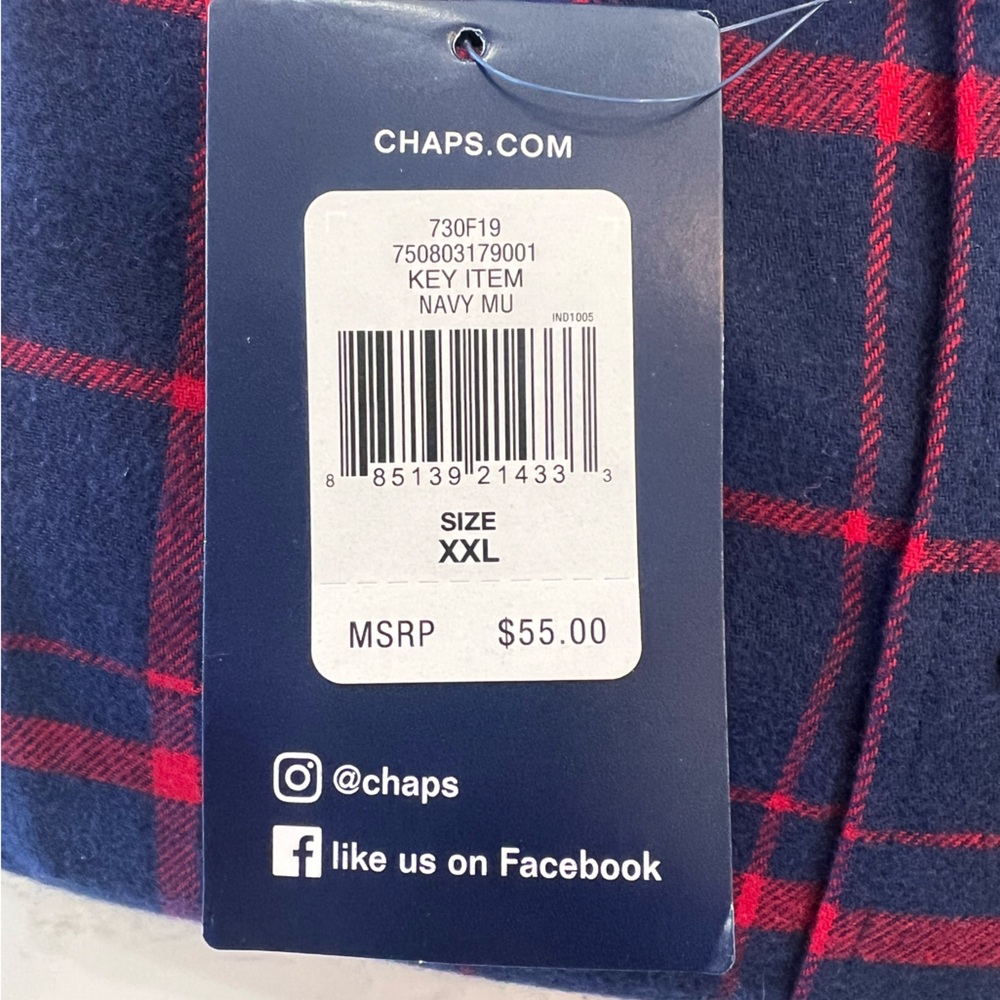 CHAPS.COM
730F19
750803179001
KEY ITEM
NAVY MU
IND1005
8 85139 21433 3
SIZE
XXL
MSRP $55.00
@chaps
f like us on Facebook